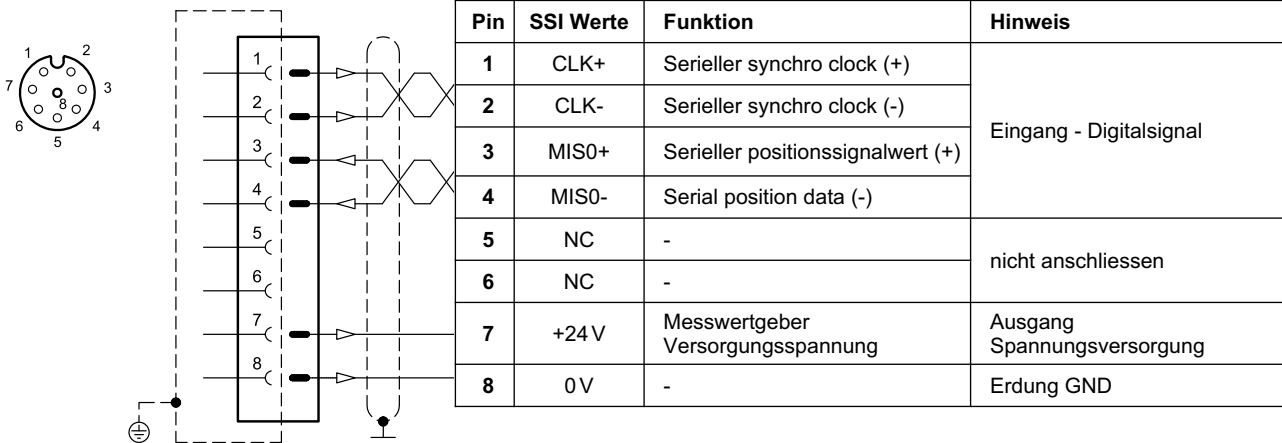 1 2
7 8 3
6 5 4
1
2
3
4
5
6
7
8
Pin SSI Werte Funktion Hinweis
1 CLK+ Serieller synchro clock (+)
2 CLK- Serieller synchro clock (-)
Eingang - Digitalsignal
3 MIS0+ Serieller positionssignalwert (+)
4 MIS0- Serial position data (-)
5 NC -
nicht anschliessen
6 NC -
7 +24 V Messwertgeber Ausgang
Versorgungsspannung Spannungsversorgung
8 0 V - Erdung GND